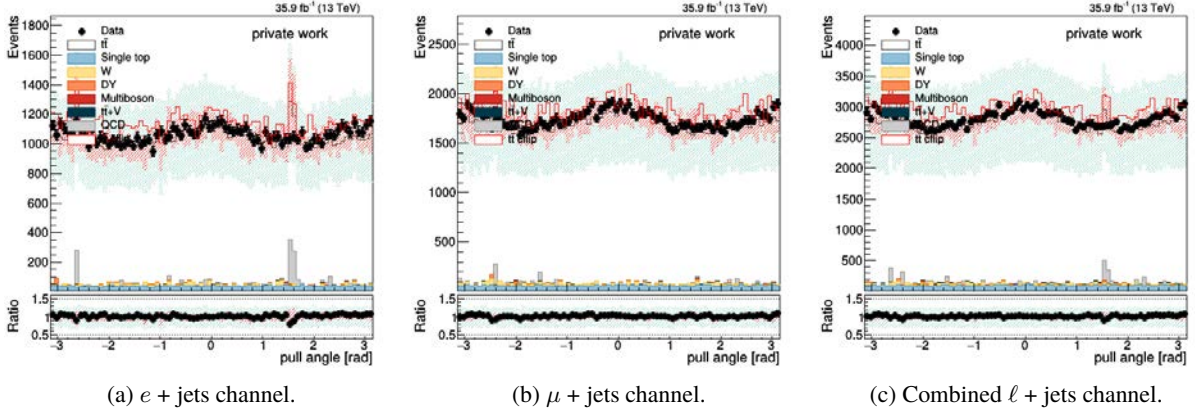 35.9 fb⁻¹ (13 TeV)
Events
1800
1600
1400
1200
1000
800
600
400
200
Data
tt̄
Single top
W
DY
Multiboson
tt̄+V
QCD
tt̄ cflip
private work
Ratio
1.5
1
0.5
−3 −2 −1 0 1 2 3
pull angle [rad]
(a) e + jets channel.
35.9 fb⁻¹ (13 TeV)
Events
2500
2000
1500
1000
500
Data
tt̄
Single top
W
DY
Multiboson
tt̄+V
tt̄ cflip
private work
Ratio
1.5
1
0.5
−3 −2 −1 0 1 2 3
pull angle [rad]
(b) μ + jets channel.
35.9 fb⁻¹ (13 TeV)
Events
4000
3500
3000
2500
2000
1500
1000
500
Data
tt̄
Single top
W
DY
Multiboson
tt̄+V
tt̄ cflip
private work
Ratio
1.5
1
0.5
−3 −2 −1 0 1 2 3
pull angle [rad]
(c) Combined ℓ + jets channel.